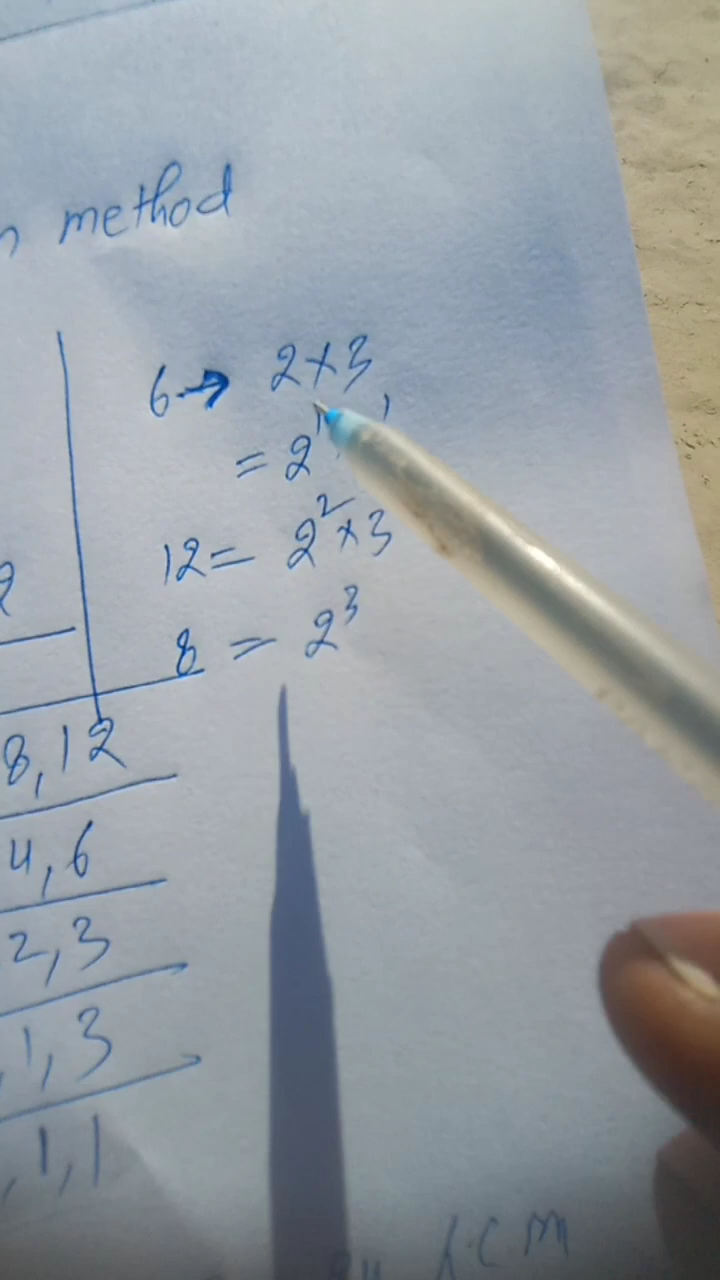 method
6→ 2×3
= 2¹
12= 2²×3
8 = 2³
8,12
4,6
2,3
1,3
,1,1
L.C M